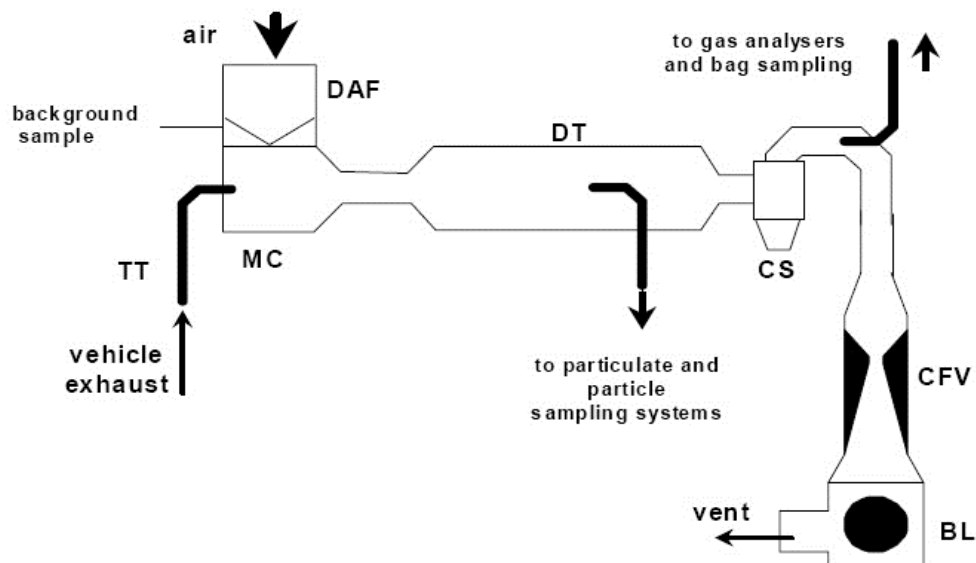 air
DAF
background
sample
to gas analysers
and bag sampling
DT
TT
MC
CS
vehicle
exhaust
to particulate and
particle
sampling systems
CFV
vent
BL